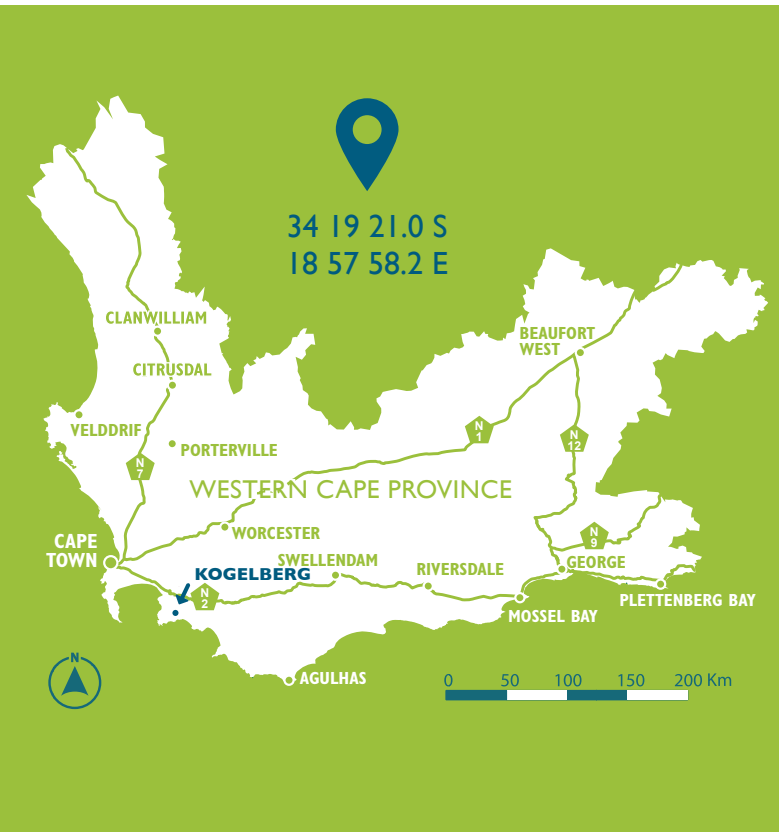 34 19 21.0 S
18 57 58.2 E
CLANWILLIAM
BEAUFORT
WEST
CITRUSDAL
VELDDRIF
N
1
N
12
PORTERVILLE
N
7
WESTERN CAPE PROVINCE
WORCESTER
N
9
CAPE
TOWN
SWELLENDAM
RIVERSDALE
GEORGE
KOGELBERG
N
2
PLETTENBERG BAY
MOSSEL BAY
N
AGULHAS
0 50 100 150 200 Km